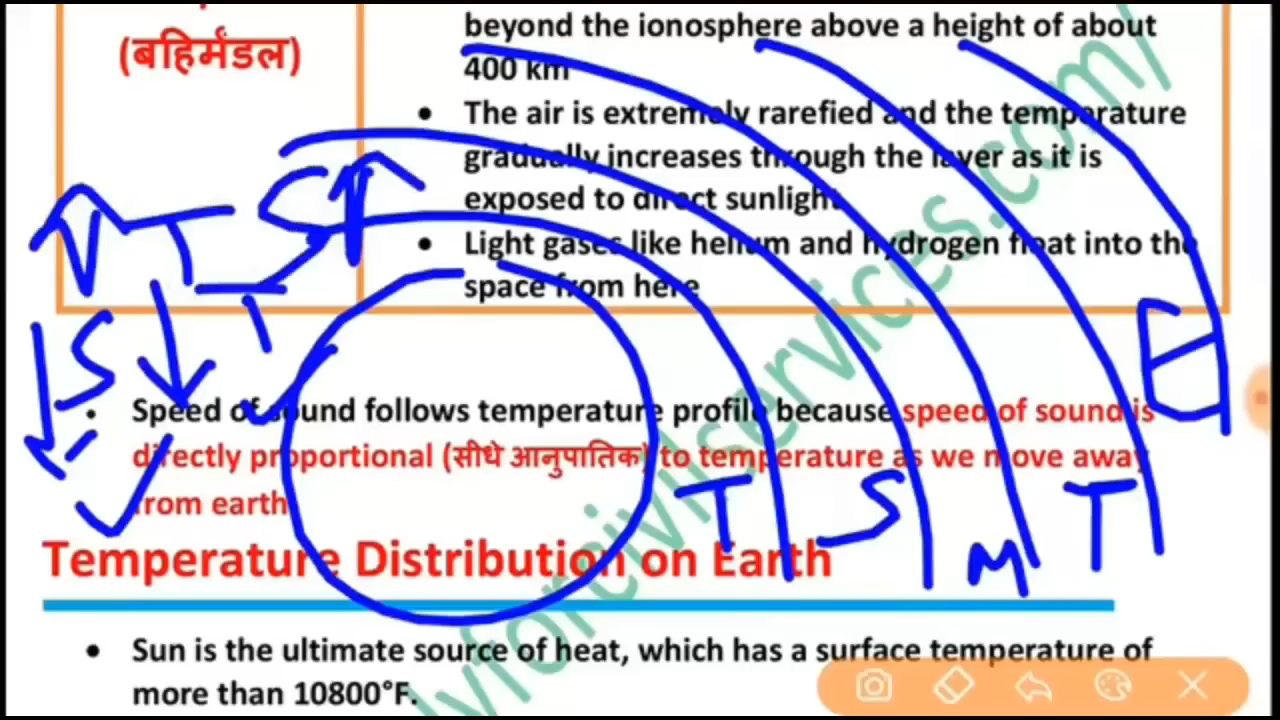 (बहिर्मंडल)
beyond the ionosphere above a height of about
400 km
• The air is extremely rarefied and the temperature
gradually increases through the layer as it is
exposed to direct sunlight.
• Light gases like helium and hydrogen float into the
space from here
• Speed of sound follows temperature profile because speed of sound is
directly proportional (सीधे आनुपातिक) to temperature as we move away
from earth
T S M T E
Temperature Distribution on Earth
• Sun is the ultimate source of heat, which has a surface temperature of
more than 10800°F.